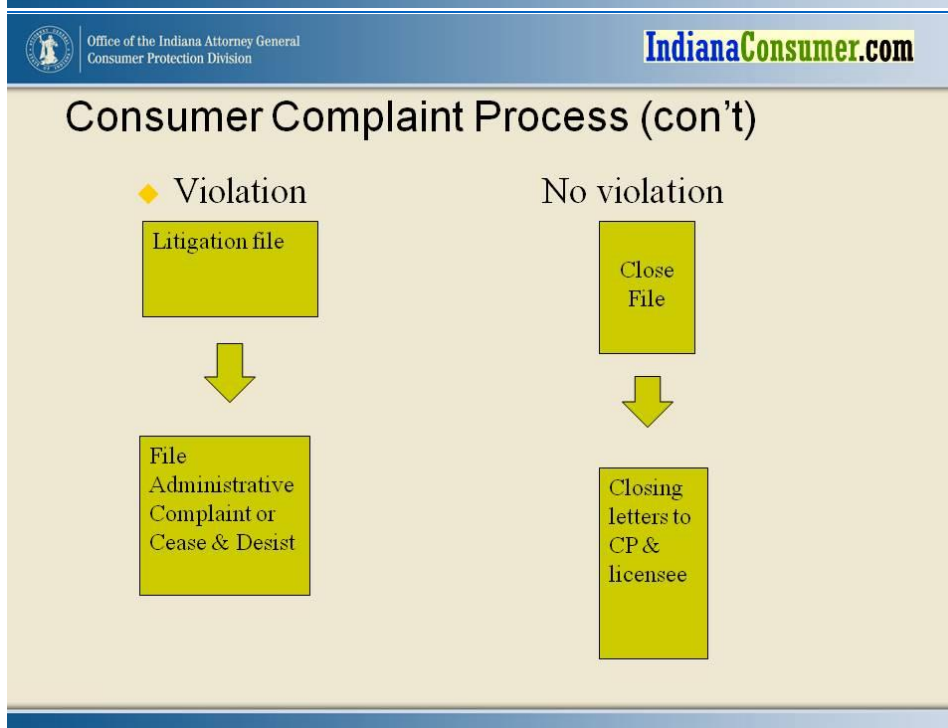 Office of the Indiana Attorney General
Consumer Protection Division
IndianaConsumer.com
Consumer Complaint Process (con't)
Violation
Litigation file
File
Administrative
Complaint or
Cease & Desist
No violation
Close
File
Closing
letters to
CP &
licensee